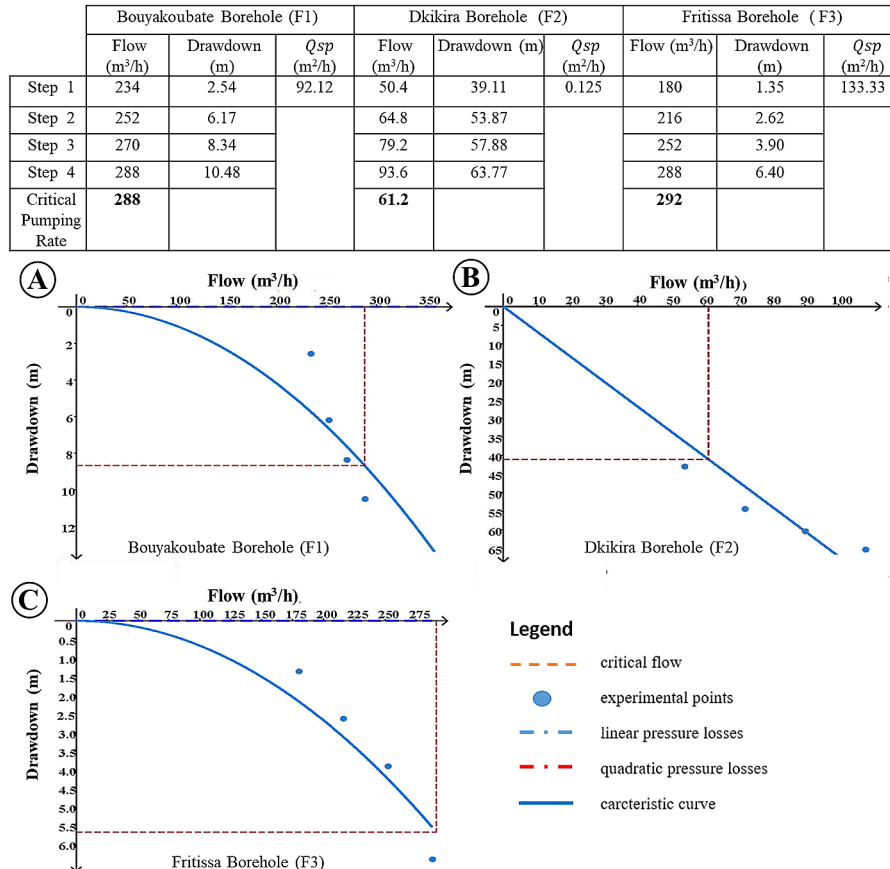 Bouyakoubate Borehole (F1) Dkikira Borehole (F2) Fritissa Borehole ( F3)
Flow (m³/h) Drawdown (m) Qsp (m²/h) Flow (m³/h) Drawdown (m) Qsp (m²/h) Flow (m³/h) Drawdown (m) Qsp (m²/h)
Step 1 234 2.54 92.12 50.4 39.11 0.125 180 1.35 133.33
Step 2 252 6.17 64.8 53.87 216 2.62
Step 3 270 8.34 79.2 57.88 252 3.90
Step 4 288 10.48 93.6 63.77 288 6.40
Critical Pumping Rate 288 61.2 292
A
Flow (m³/h)
0 50 100 150 200 250 300 350
0
2
4
6
8
10
12
Drawdown (m)
Bouyakoubate Borehole (F1)
B
Flow (m³/h))
0 10 20 30 40 50 60 70 80 90 100
0
5
10
15
20
25
30
35
40
45
50
55
60
65
Drawdown (m)
Dkikira Borehole (F2)
C
Flow (m³/h).
0 25 50 75 100 125 150 175 200 225 250 275
0
0.5
1.0
1.5
2.0
2.5
3.0
3.5
4.0
4.5
5.0
5.5
6.0
Drawdown (m)
Fritissa Borehole (F3)
Legend
critical flow
experimental points
linear pressure losses
quadratic pressure losses
carcteristic curve